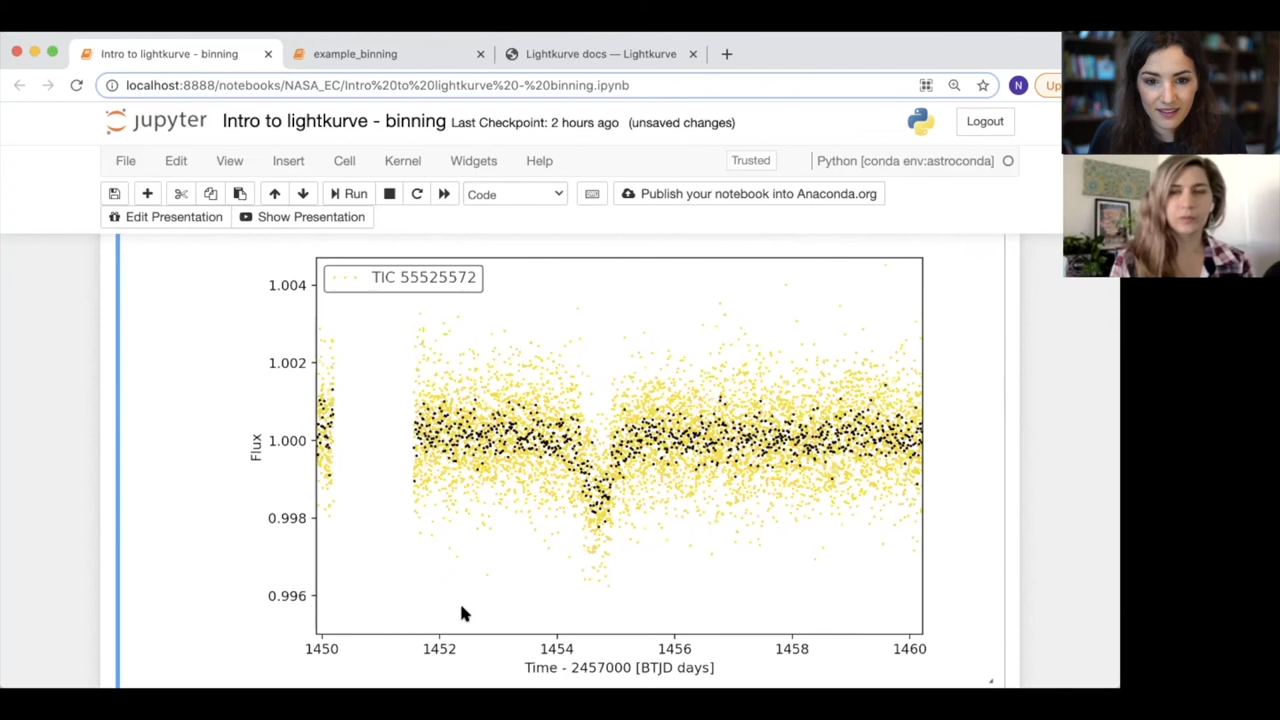 Intro to lightkurve - binning
example_binning
Lightkurve docs — Lightkurve
localhost:8888/notebooks/NASA_EC/Intro%20to%20lightkurve%20-%20binning.ipynb
N
Up
jupyter Intro to lightkurve - binning Last Checkpoint: 2 hours ago (unsaved changes)
Logout
File Edit View Insert Cell Kernel Widgets Help
Trusted
Python [conda env:astroconda]
Run
Code
Publish your notebook into Anaconda.org
Edit Presentation
Show Presentation
TIC 55525572
1.004
1.002
1.000
0.998
0.996
Flux
1450 1452 1454 1456 1458 1460
Time - 2457000 [BTJD days]